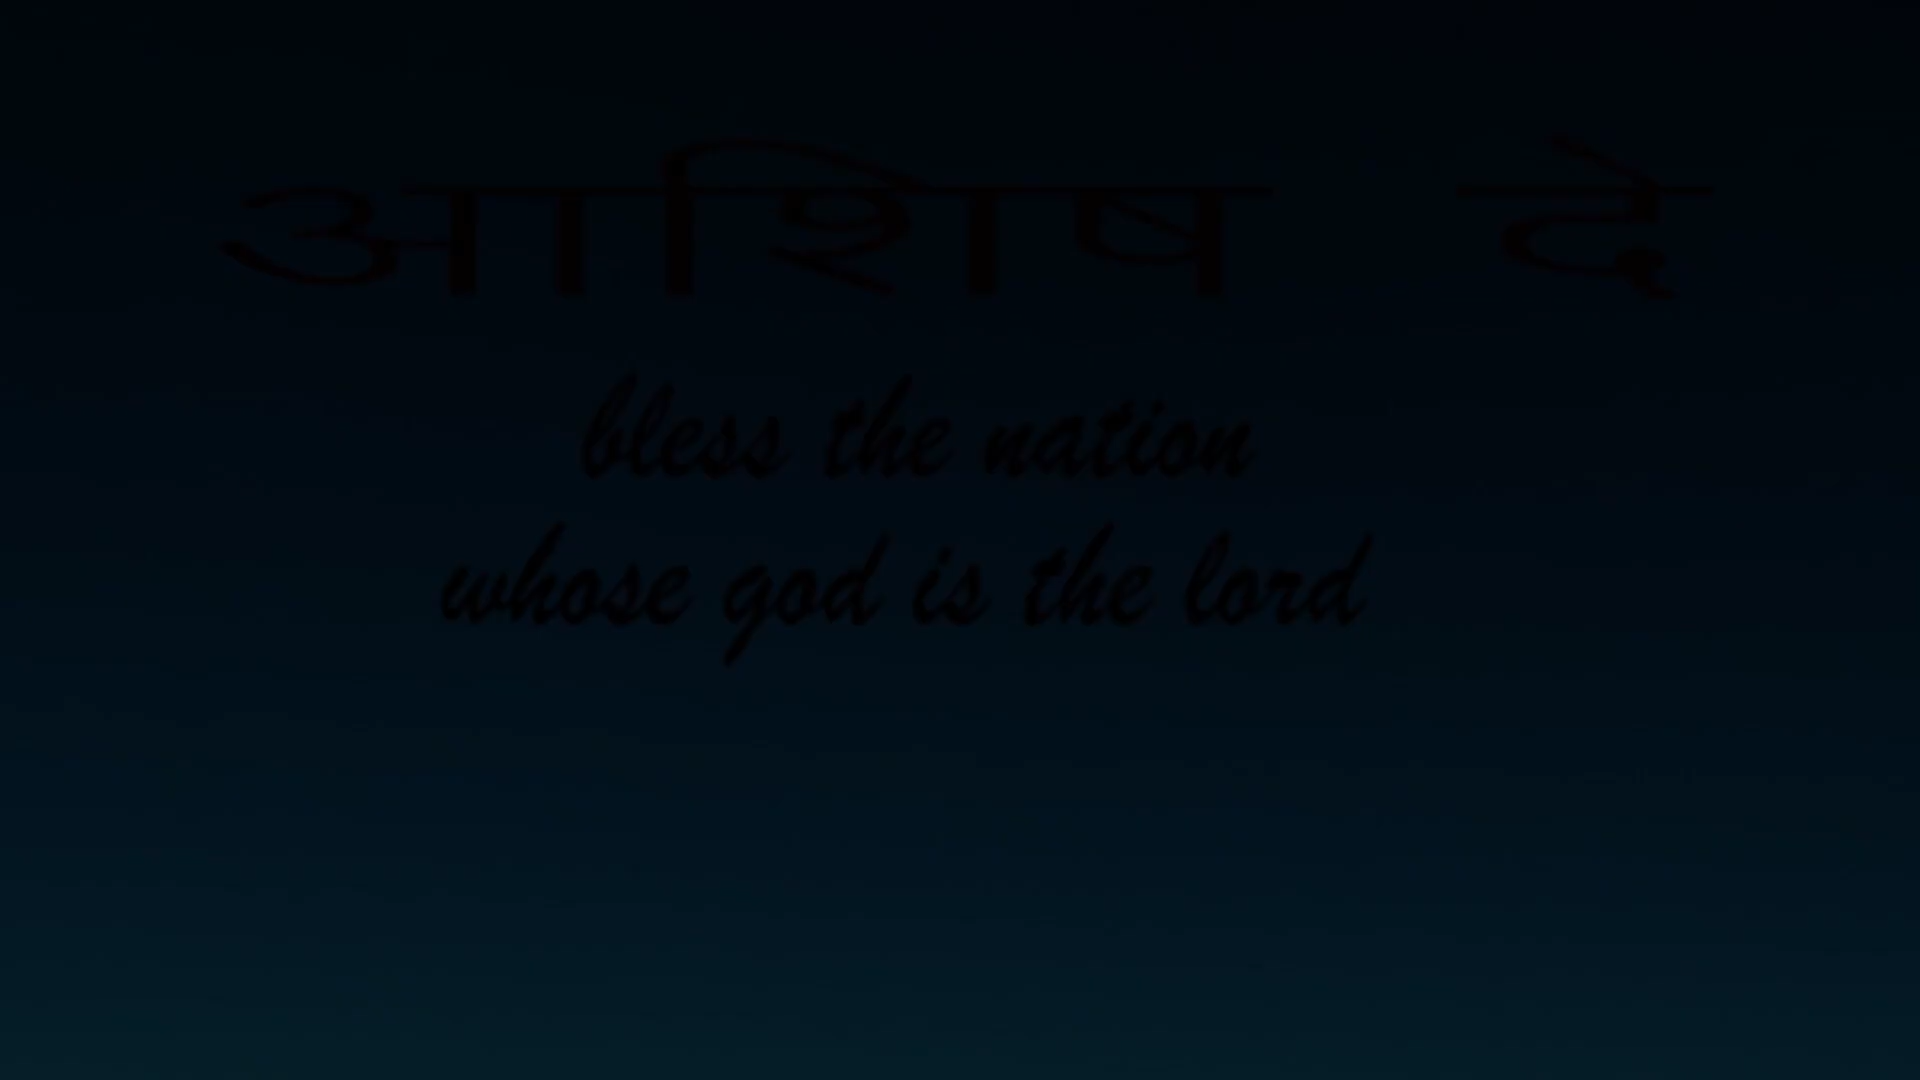 आशिष दे
bless the nation
whose god is the lord